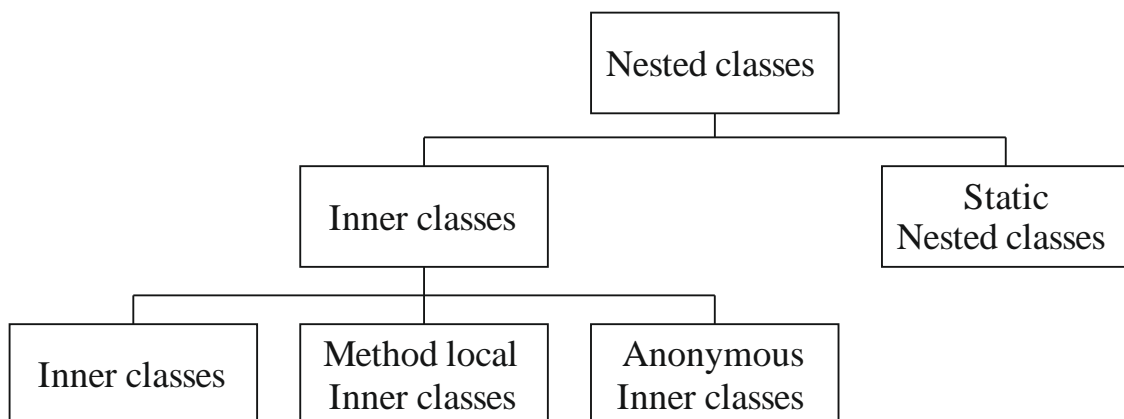 Nested classes
Inner classes
Static
Nested classes
Inner classes
Method local
Inner classes
Anonymous
Inner classes